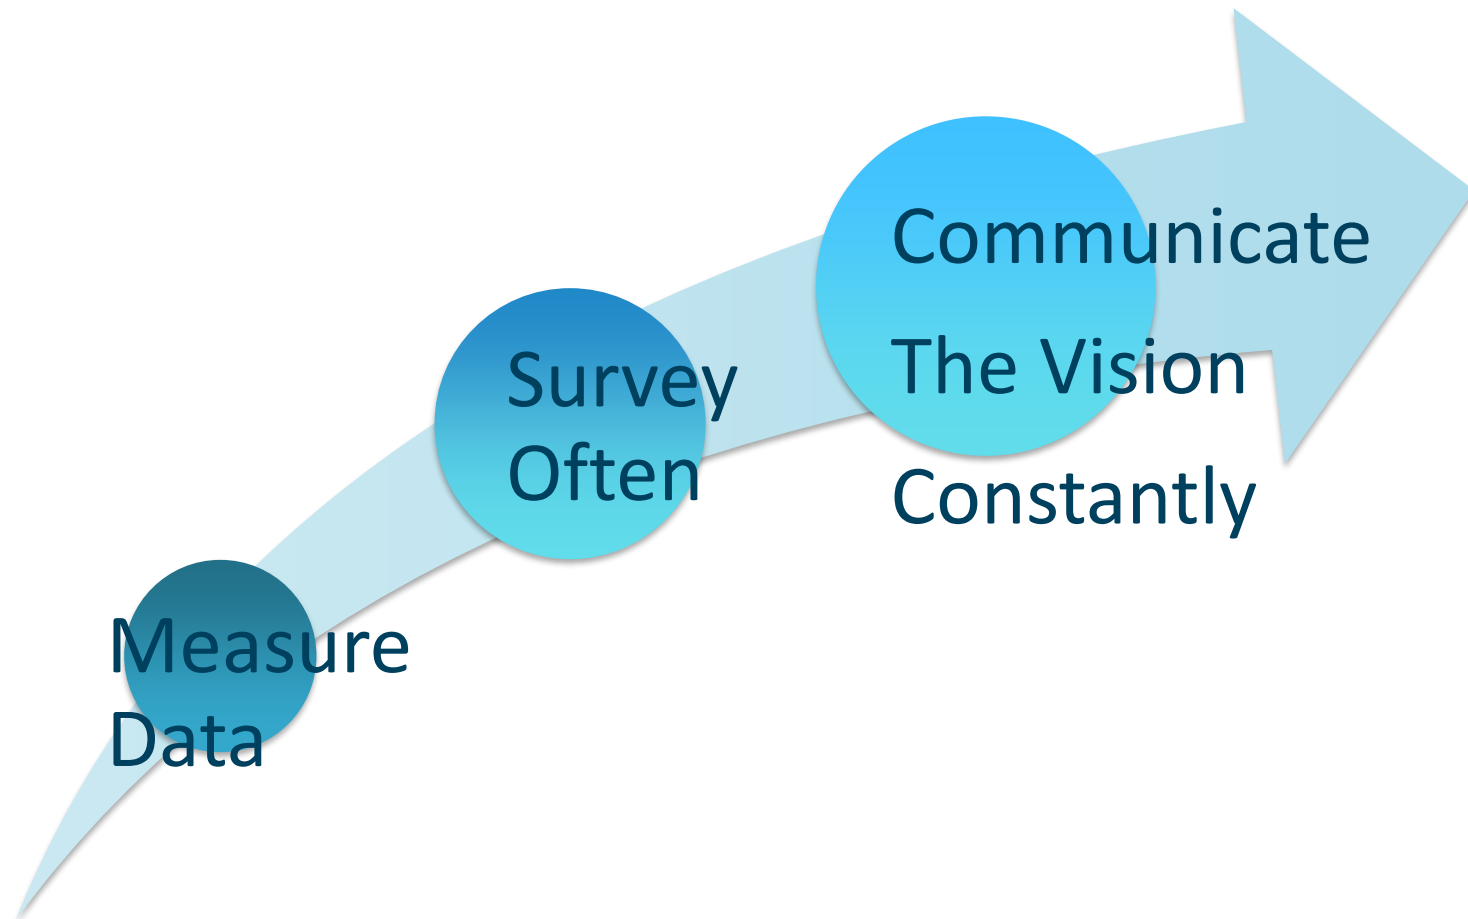 Measure
Data
Survey
Often
Communicate
The Vision
Constantly